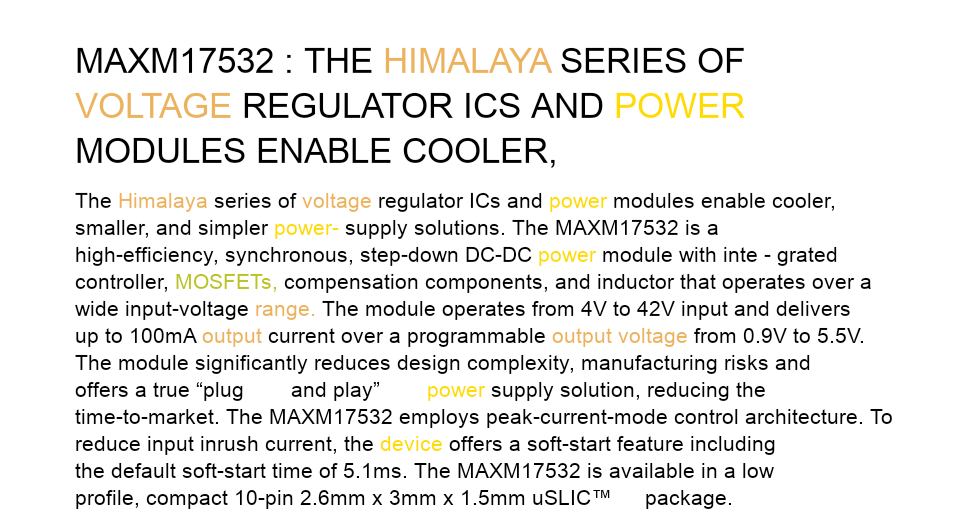 MAXM17532 : THE HIMALAYA SERIES OF
VOLTAGE REGULATOR ICS AND POWER
MODULES ENABLE COOLER,
The Himalaya series of voltage regulator ICs and power modules enable cooler,
smaller, and simpler power- supply solutions. The MAXM17532 is a
high-efficiency, synchronous, step-down DC-DC power module with inte - grated
controller, MOSFETs, compensation components, and inductor that operates over a
wide input-voltage range. The module operates from 4V to 42V input and delivers
up to 100mA output current over a programmable output voltage from 0.9V to 5.5V.
The module significantly reduces design complexity, manufacturing risks and
offers a true “plug and play” power supply solution, reducing the
time-to-market. The MAXM17532 employs peak-current-mode control architecture. To
reduce input inrush current, the device offers a soft-start feature including
the default soft-start time of 5.1ms. The MAXM17532 is available in a low
profile, compact 10-pin 2.6mm x 3mm x 1.5mm uSLIC™ package.